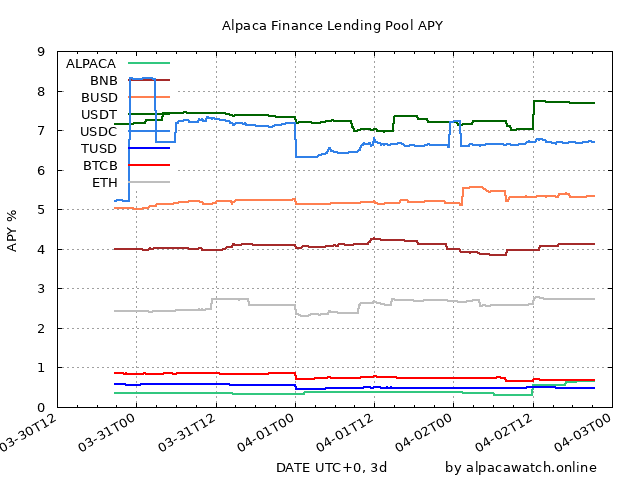 Alpaca Finance Lending Pool APY
9
8
7
6
5
4
3
2
1
0
APY %
ALPACA
BNB
BUSD
USDT
USDC
TUSD
BTCB
ETH
03-30T12
03-31T00
03-31T12
04-01T00
04-01T12
04-02T00
04-02T12
04-03T00
DATE UTC+0, 3d
by alpacawatch.online